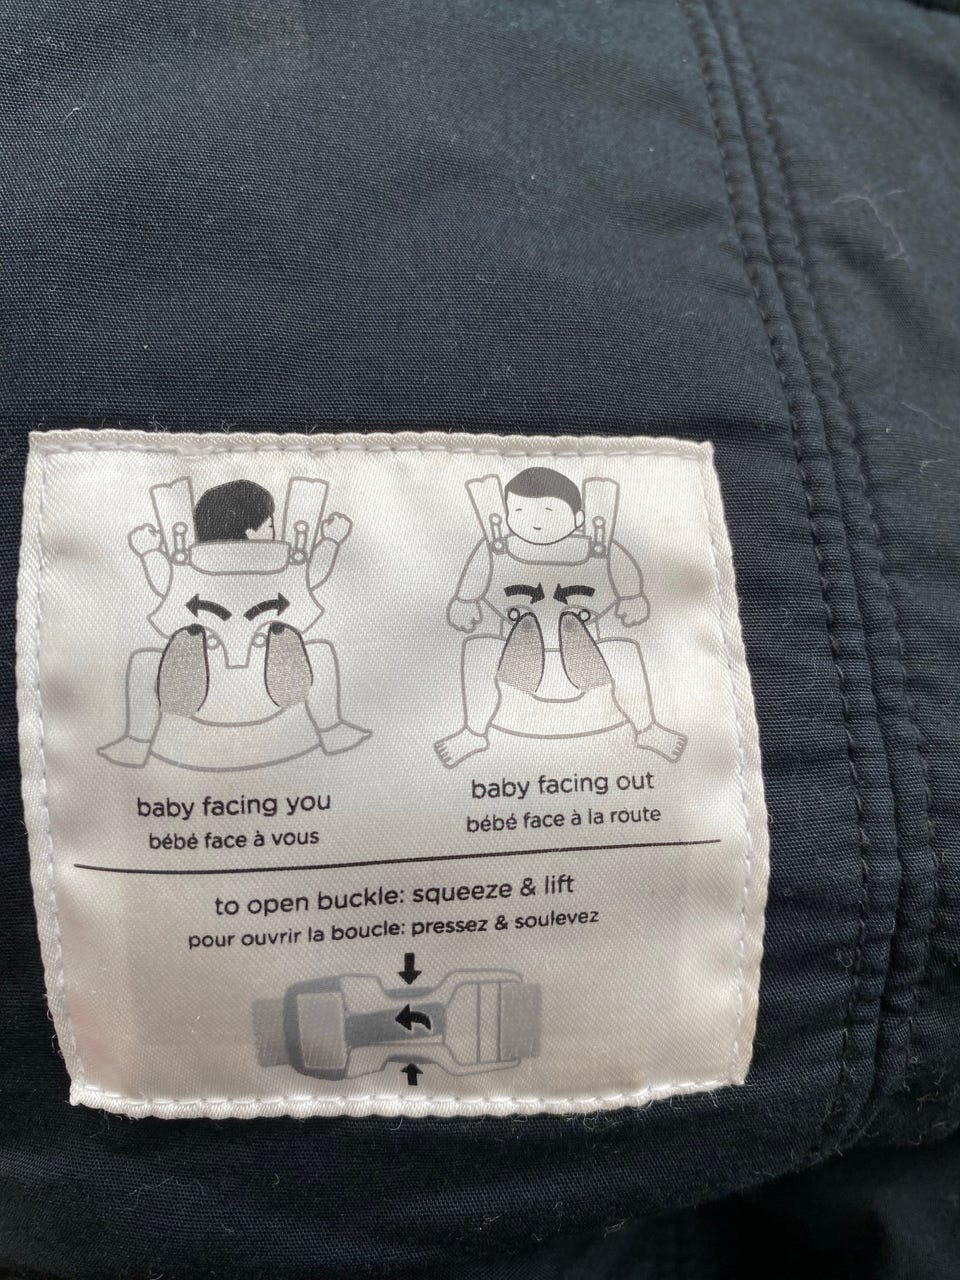 baby facing you
bébé face à vous
baby facing out
bébé face à la route
to open buckle: squeeze & lift
pour ouvrir la boucle: pressez & soulevez